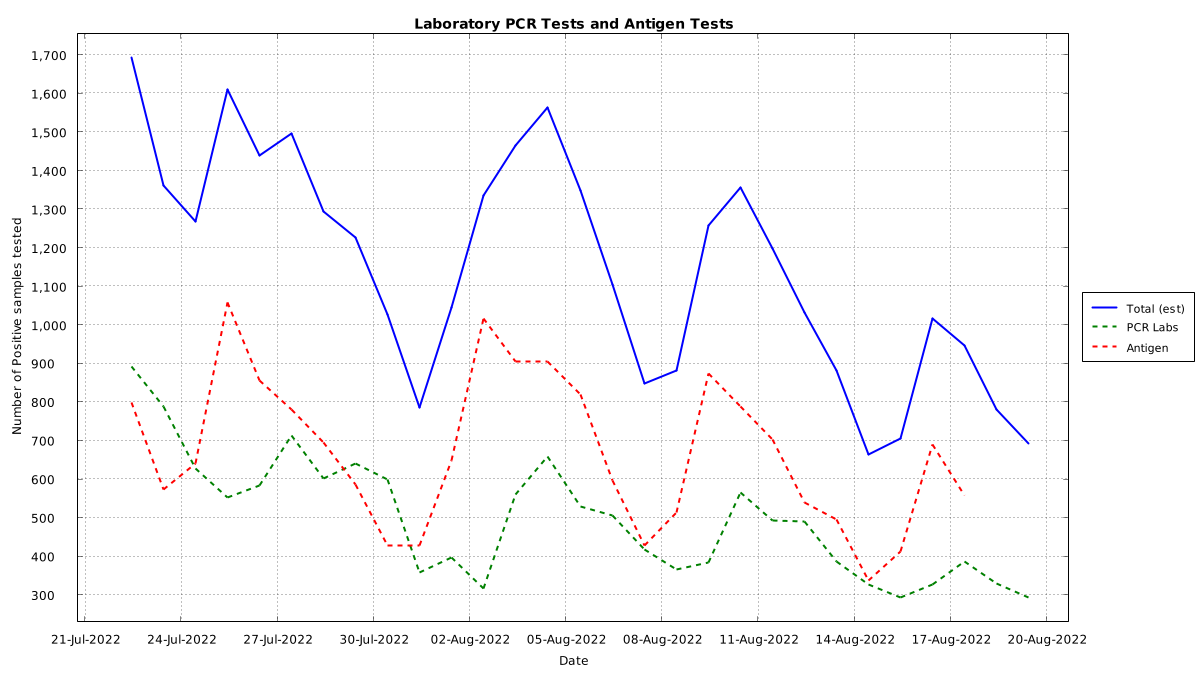 Laboratory PCR Tests and Antigen Tests
Number of Positive samples tested
1,700
1,600
1,500
1,400
1,300
1,200
1,100
1,000
900
800
700
600
500
400
300
21-Jul-2022 24-Jul-2022 27-Jul-2022 30-Jul-2022 02-Aug-2022 05-Aug-2022 08-Aug-2022 11-Aug-2022 14-Aug-2022 17-Aug-2022 20-Aug-2022
Date
Total (est)
PCR Labs
Antigen